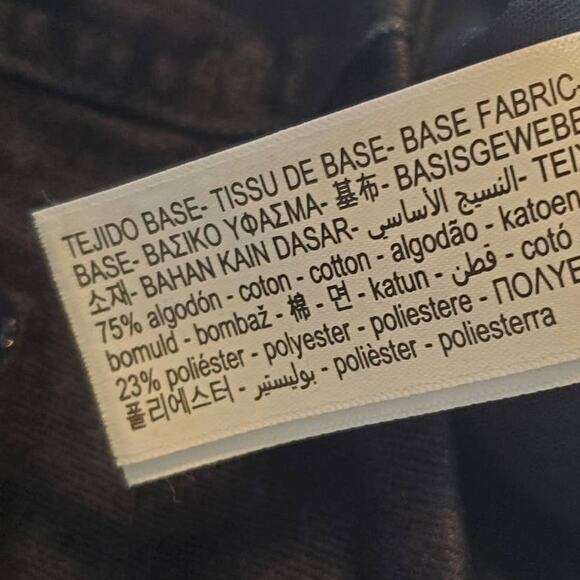 TEJIDO BASE- TISSU DE BASE- BASE FABRIC-
BASE- ΒΑΣΙΚΟ ΥΦΑΣΜΑ- 基布- BASISGEWEBE
소재- BAHAN KAIN DASAR- النسيج الأساسي-
75% algodón - coton - cotton - algodão - katoen
bomuld - bombaž - 棉 - 면 - katun - قطن - cotó
23% poliéster - polyester - poliestere -
폴리에스터 - بوليستير - polièster - poliesterra